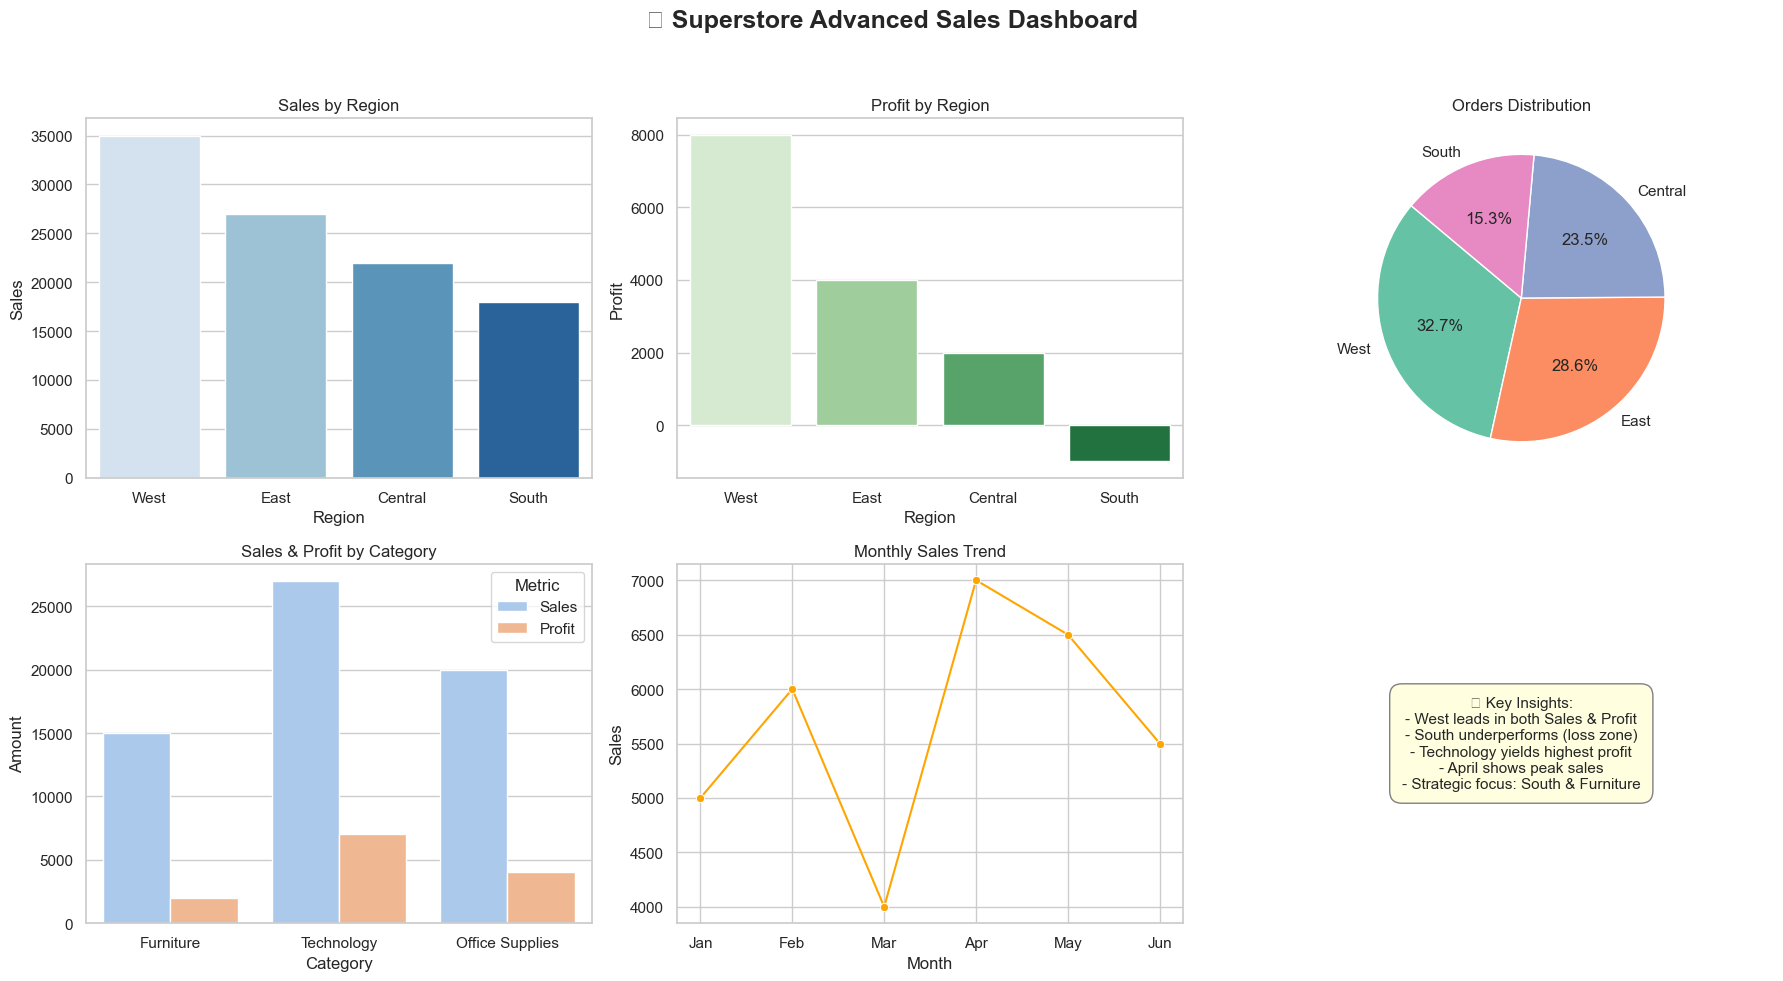 Superstore Advanced Sales Dashboard
Sales by Region
35000
30000
25000
20000
15000
10000
5000
0
Sales
West East Central South
Region
Profit by Region
8000
6000
4000
2000
0
Profit
West East Central South
Region
Orders Distribution
South
Central
15.3%
23.5%
32.7%
West
28.6%
East
Sales & Profit by Category
25000
20000
15000
10000
5000
0
Amount
Metric
Sales
Profit
Furniture Technology Office Supplies
Category
Monthly Sales Trend
7000
6500
6000
5500
5000
4500
4000
Sales
Jan Feb Mar Apr May Jun
Month
Key Insights:
- West leads in both Sales & Profit
- South underperforms (loss zone)
- Technology yields highest profit
- April shows peak sales
- Strategic focus: South & Furniture